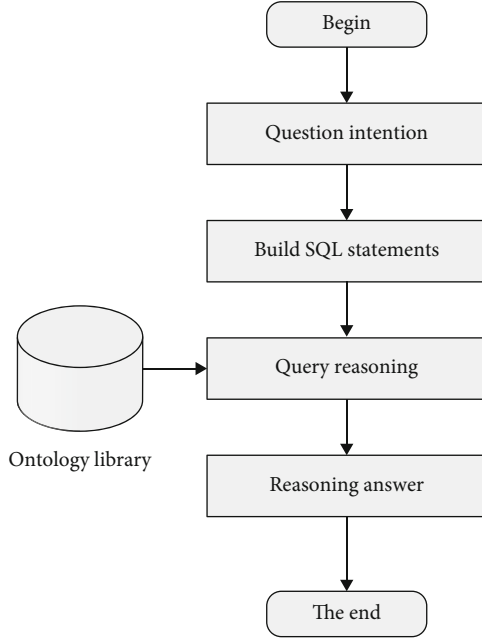 Begin
Question intention
Build SQL statements
Query reasoning
Ontology library
Reasoning answer
The end